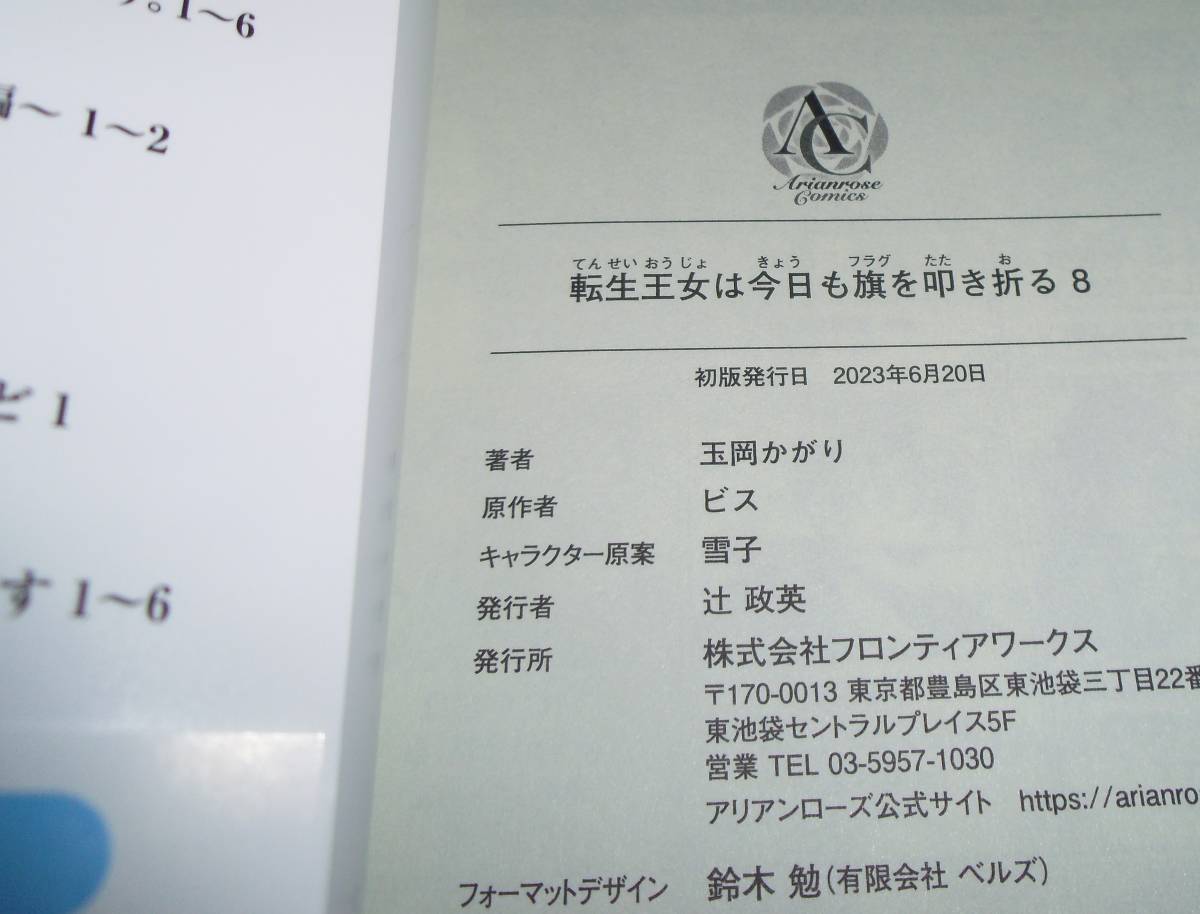 1～6
～ 1～2
ど 1
す 1～6
AC
Arianrose
Comics
てんせいおうじょ きょう フラグ たた お
転生王女は今日も旗を叩き折る 8
初版発行日 2023年6月20日
著者 玉岡かがり
原作者 ビス
キャラクター原案 雪子
発行者 辻 政英
発行所 株式会社フロンティアワークス
〒170-0013 東京都豊島区東池袋三丁目22番
東池袋セントラルプレイス5F
営業 TEL 03-5957-1030
アリアンローズ公式サイト https://arianro
フォーマットデザイン 鈴木 勉(有限会社 ベルズ)